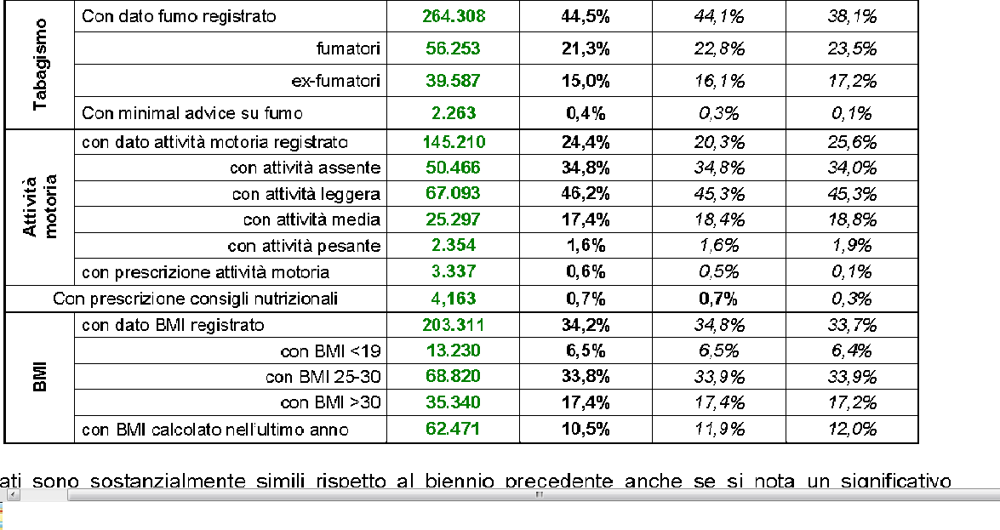 Tabagismo
Con dato fumo registrato 264.308 44,5% 44,1% 38,1%
fumatori 56.253 21,3% 22,8% 23,5%
ex-fumatori 39.587 15,0% 16,1% 17,2%
Con minimal advice su fumo 2.263 0,4% 0,3% 0,1%
Attività
motoria
con dato attività motoria registrato 145.210 24,4% 20,3% 25,6%
con attività assente 50.466 34,8% 34,8% 34,0%
con attività leggera 67.093 46,2% 45,3% 45,3%
con attività media 25.297 17,4% 18,4% 18,8%
con attività pesante 2.354 1,6% 1,6% 1,9%
con prescrizione attività motoria 3.337 0,6% 0,5% 0,1%
Con prescrizione consigli nutrizionali 4,163 0,7% 0,7% 0,3%
BMI
con dato BMI registrato 203.311 34,2% 34,8% 33,7%
con BMI <19 13.230 6,5% 6,5% 6,4%
con BMI 25-30 68.820 33,8% 33,9% 33,9%
con BMI >30 35.340 17,4% 17,4% 17,2%
con BMI calcolato nell'ultimo anno 62.471 10,5% 11,9% 12,0%
ati sono sostanzialmente simili rispetto al biennio precedente anche se si nota un significativo